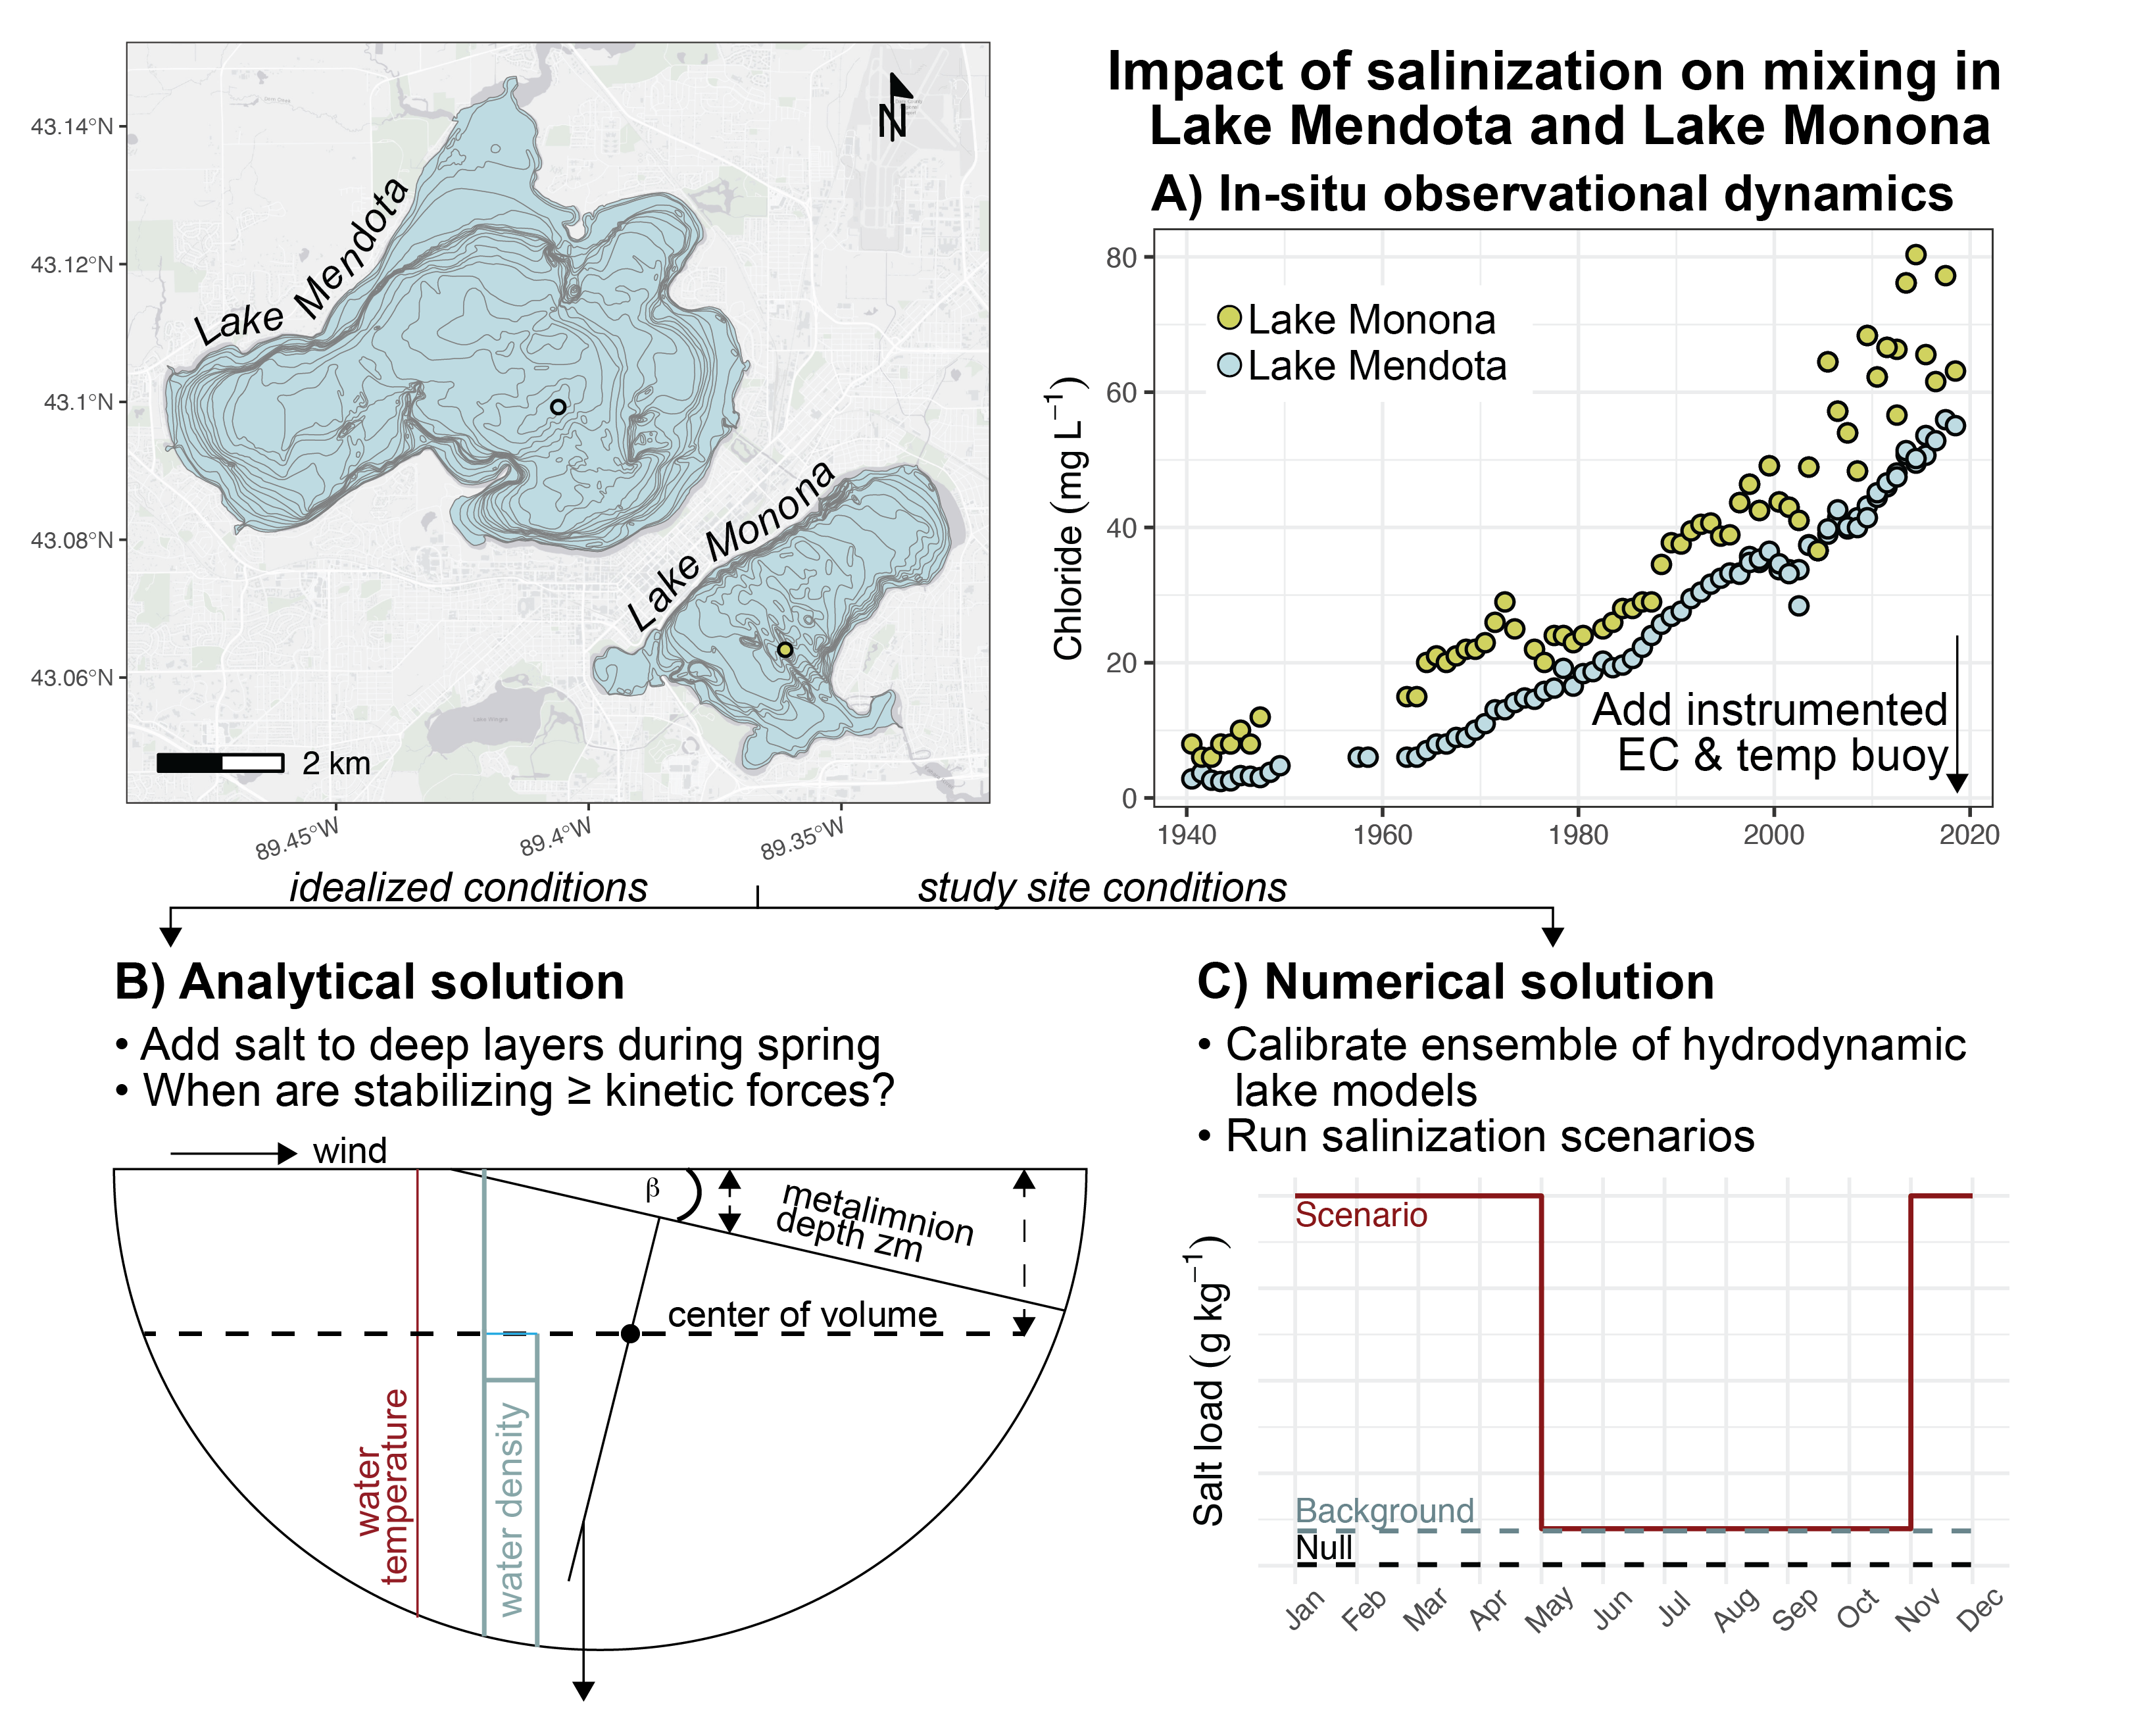 Impact of salinization on mixing in
Lake Mendota and Lake Monona
43.14°N
43.12°N
43.1°N
43.08°N
43.06°N
N
Lake Mendota
Lake Monona
Lake Wingra
2 km
89.45°W
89.4°W
89.35°W
A) In-situ observational dynamics
Chloride (mg L⁻¹)
80
60
40
20
0
Lake Monona
Lake Mendota
Add instrumented
EC & temp buoy
1940
1960
1980
2000
2020
idealized conditions
study site conditions
B) Analytical solution
• Add salt to deep layers during spring
• When are stabilizing ≥ kinetic forces?
wind
β
metalimnion
depth zm
center of volume
water
temperature
water density
C) Numerical solution
• Calibrate ensemble of hydrodynamic
lake models
• Run salinization scenarios
Salt load (g kg⁻¹)
Scenario
Background
Null
Jan
Feb
Mar
Apr
May
Jun
Jul
Aug
Sep
Oct
Nov
Dec